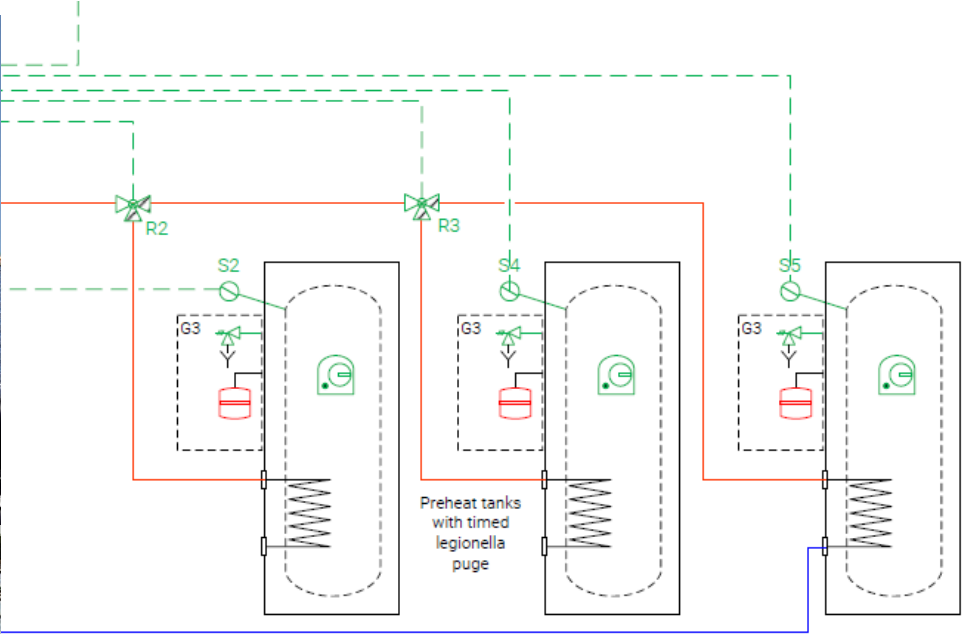 R2
R3
S2
S4
S5
G3
G3
G3
Preheat tanks
with timed
legionella
puge